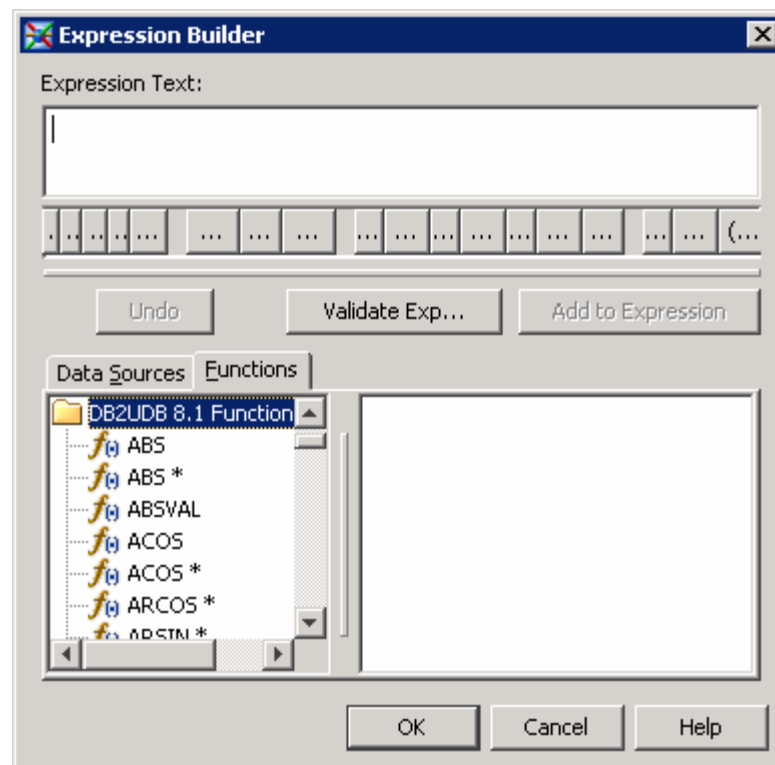 Expression Builder
Expression Text:
. .. .. .. ... ... ... ... ... ... ... ... ... ... ... ... ... (...
Undo Validate Exp... Add to Expression
Data Sources Functions
DB2UDB 8.1 Function
ABS
ABS *
ABSVAL
ACOS
ACOS *
ARCOS *
ARSIN *
OK Cancel Help